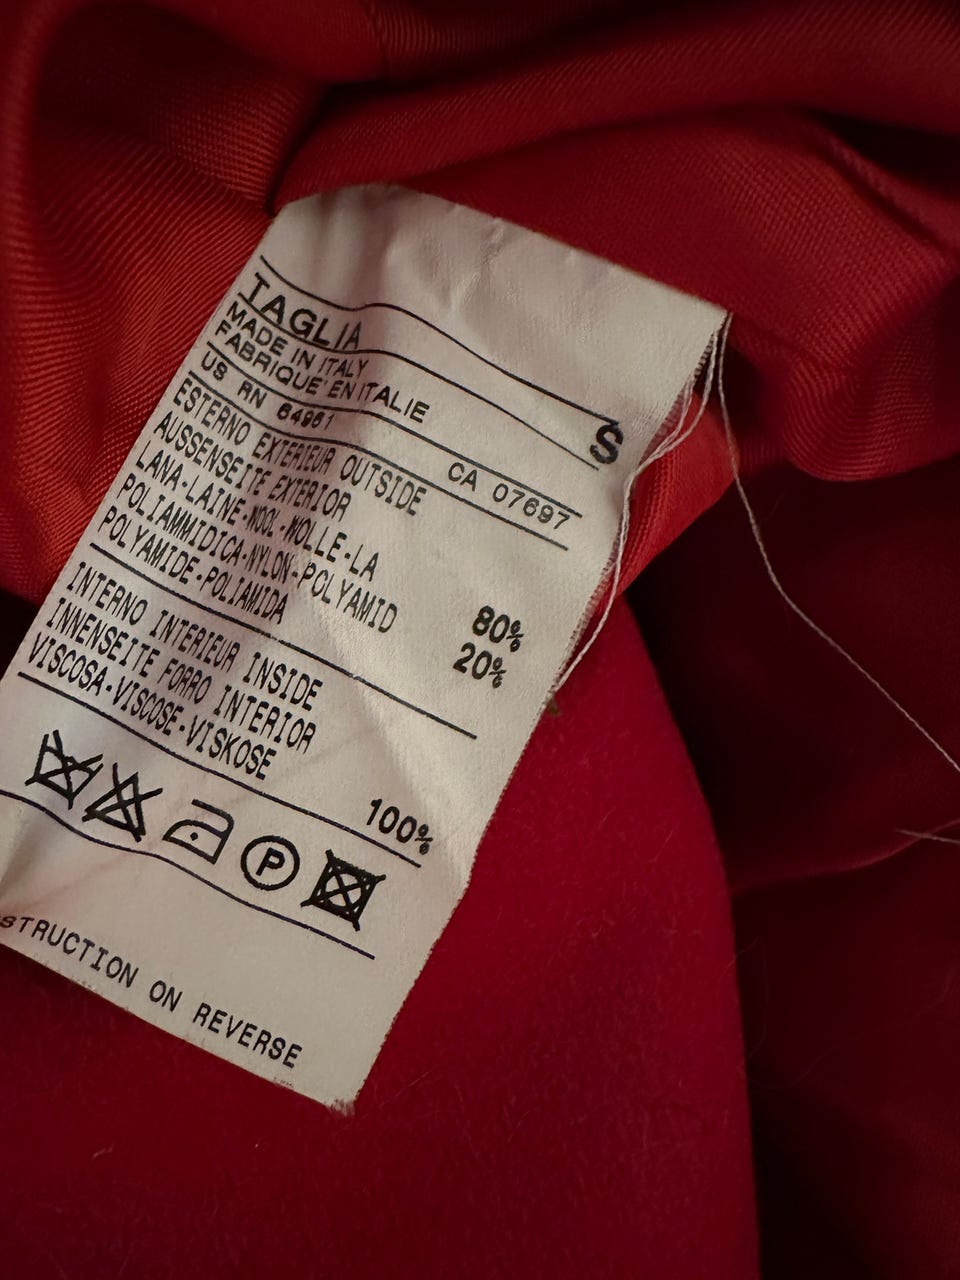 TAGLIA S
MADE IN ITALY
FABRIQUE' EN ITALIE
US RN 64961 CA 07697
ESTERNO EXTERIEUR OUTSIDE
AUSSENSEITE EXTERIOR
LANA-LAINE-WOOL-WOLLE-LA 80%
POLIAMMIDICA-NYLON-POLYAMID 20%
POLYAMIDE-POLIAMIDA
INTERNO INTERIEUR INSIDE
INNENSEITE FORRO INTERIOR
VISCOSA-VISCOSE-VISKOSE 100%
P
STRUCTION ON REVERSE